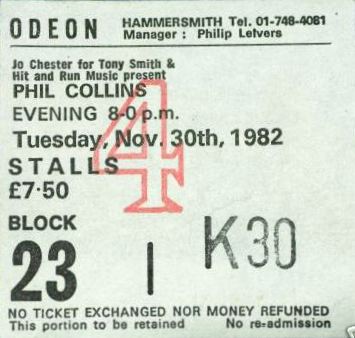 ODEON HAMMERSMITH Tel. 01-748-4081
Manager : Philip Lelvers
Jo Chester for Tony Smith &
Hit and Run Music present
PHIL COLLINS
EVENING 8-0 p.m.
Tuesday, Nov. 30th, 1982
STALLS
£7·50
4
BLOCK
23 | K30
NO TICKET EXCHANGED NOR MONEY REFUNDED
This portion to be retained No re=admission